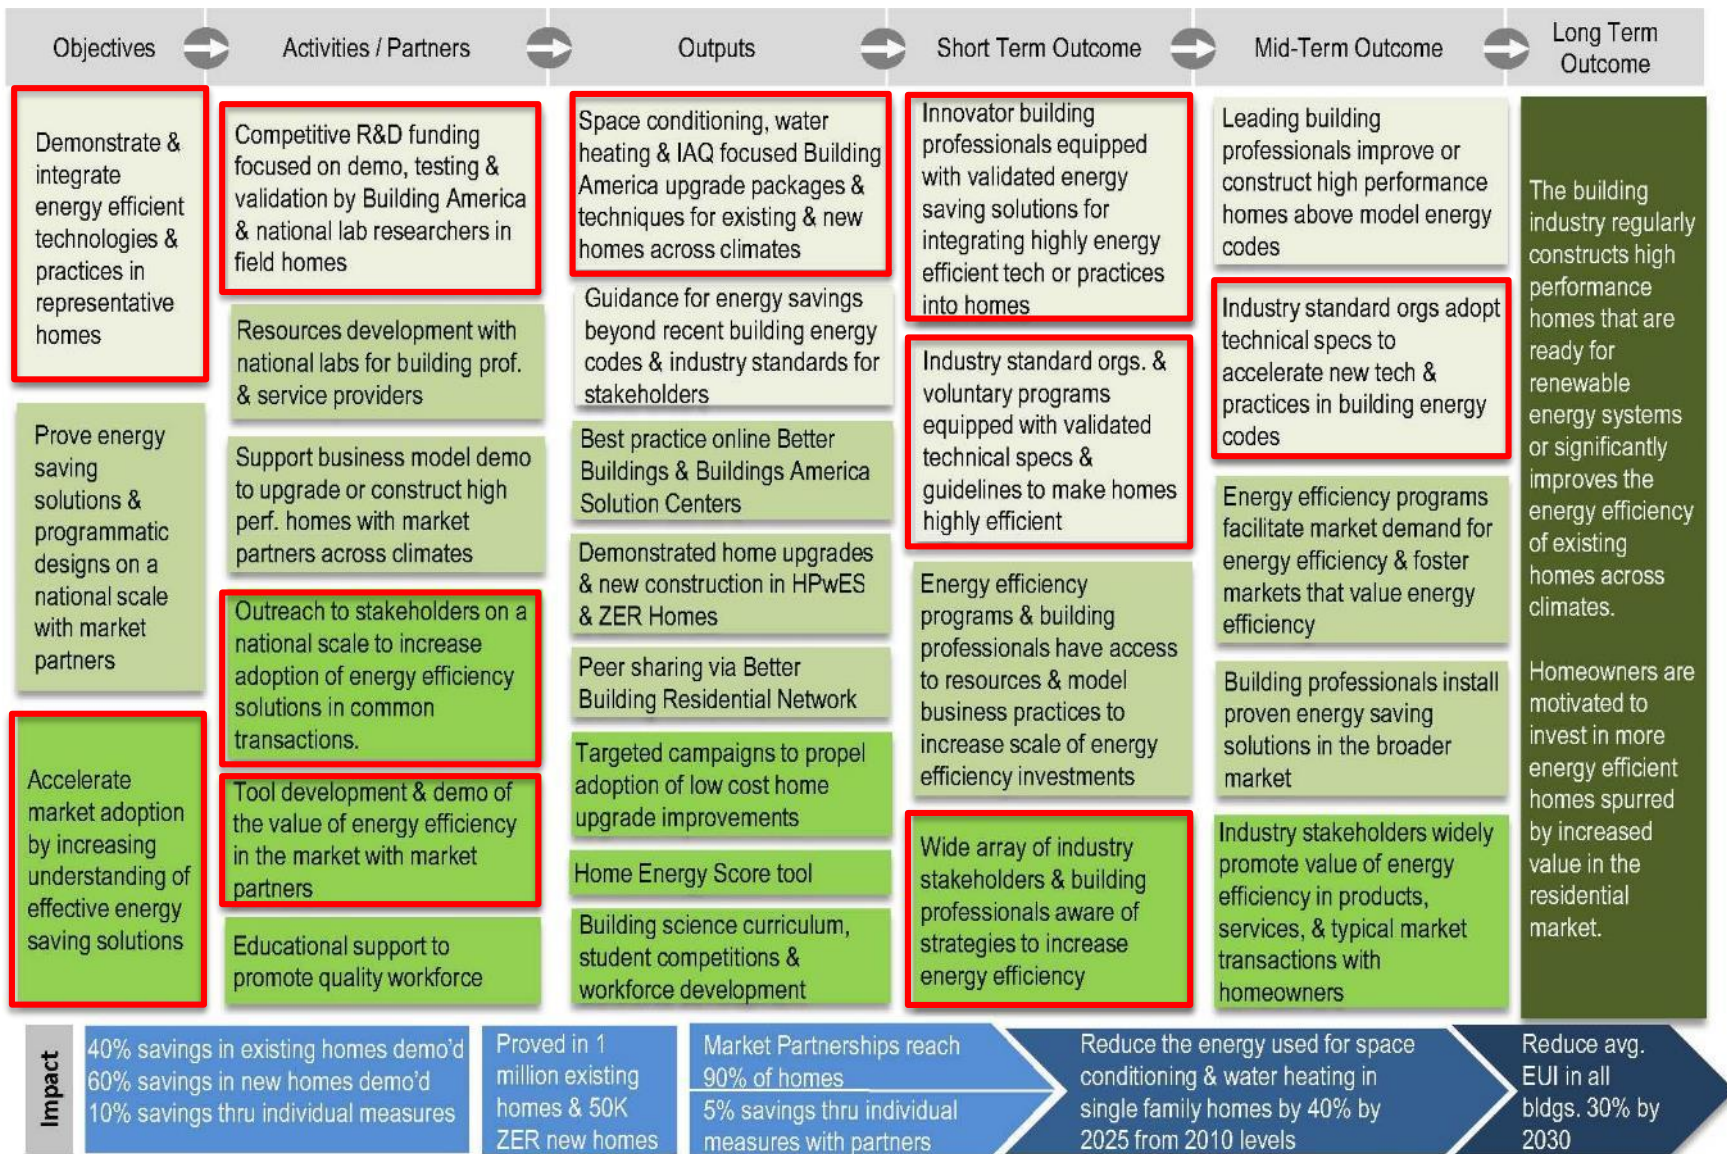 Objectives
Activities / Partners
Outputs
Short Term Outcome
Mid-Term Outcome
Long Term
Outcome
Demonstrate &
integrate
energy efficient
technologies &
practices in
representative
homes
Prove energy
saving
solutions &
programmatic
designs on a
national scale
with market
partners
Accelerate
market adoption
by increasing
understanding of
effective energy
saving solutions
Competitive R&D funding
focused on demo, testing &
validation by Building America
& national lab researchers in
field homes
Resources development with
national labs for building prof.
& service providers
Support business model demo
to upgrade or construct high
perf. homes with market
partners across climates
Outreach to stakeholders on a
national scale to increase
adoption of energy efficiency
solutions in common
transactions.
Tool development & demo of
the value of energy efficiency
in the market with market
partners
Educational support to
promote quality workforce
Space conditioning, water
heating & IAQ focused Building
America upgrade packages &
techniques for existing & new
homes across climates
Guidance for energy savings
beyond recent building energy
codes & industry standards for
stakeholders
Best practice online Better
Buildings & Buildings America
Solution Centers
Demonstrated home upgrades
& new construction in HPwES
& ZER Homes
Peer sharing via Better
Building Residential Network
Targeted campaigns to propel
adoption of low cost home
upgrade improvements
Home Energy Score tool
Building science curriculum,
student competitions &
workforce development
Innovator building
professionals equipped
with validated energy
saving solutions for
integrating highly energy
efficient tech or practices
into homes
Industry standard orgs. &
voluntary programs
equipped with validated
technical specs &
guidelines to make homes
highly efficient
Energy efficiency
programs & building
professionals have access
to resources & model
business practices to
increase scale of energy
efficiency investments
Wide array of industry
stakeholders & building
professionals aware of
strategies to increase
energy efficiency
Leading building
professionals improve or
construct high performance
homes above model energy
codes
Industry standard orgs adopt
technical specs to
accelerate new tech &
practices in building energy
codes
Energy efficiency programs
facilitate market demand for
energy efficiency & foster
markets that value energy
efficiency
Building professionals install
proven energy saving
solutions in the broader
market
Industry stakeholders widely
promote value of energy
efficiency in products,
services, & typical market
transactions with
homeowners
The building
industry regularly
constructs high
performance
homes that are
ready for
renewable
energy systems
or significantly
improves the
energy efficiency
of existing
homes across
climates.
Homeowners are
motivated to
invest in more
energy efficient
homes spurred
by increased
value in the
residential
market.
Impact
40% savings in existing homes demo'd
60% savings in new homes demo'd
10% savings thru individual measures
Proved in 1
million existing
homes & 50K
ZER new homes
Market Partnerships reach
90% of homes
5% savings thru individual
measures with partners
Reduce the energy used for space
conditioning & water heating in
single family homes by 40% by
2025 from 2010 levels
Reduce avg.
EUI in all
bldgs. 30% by
2030